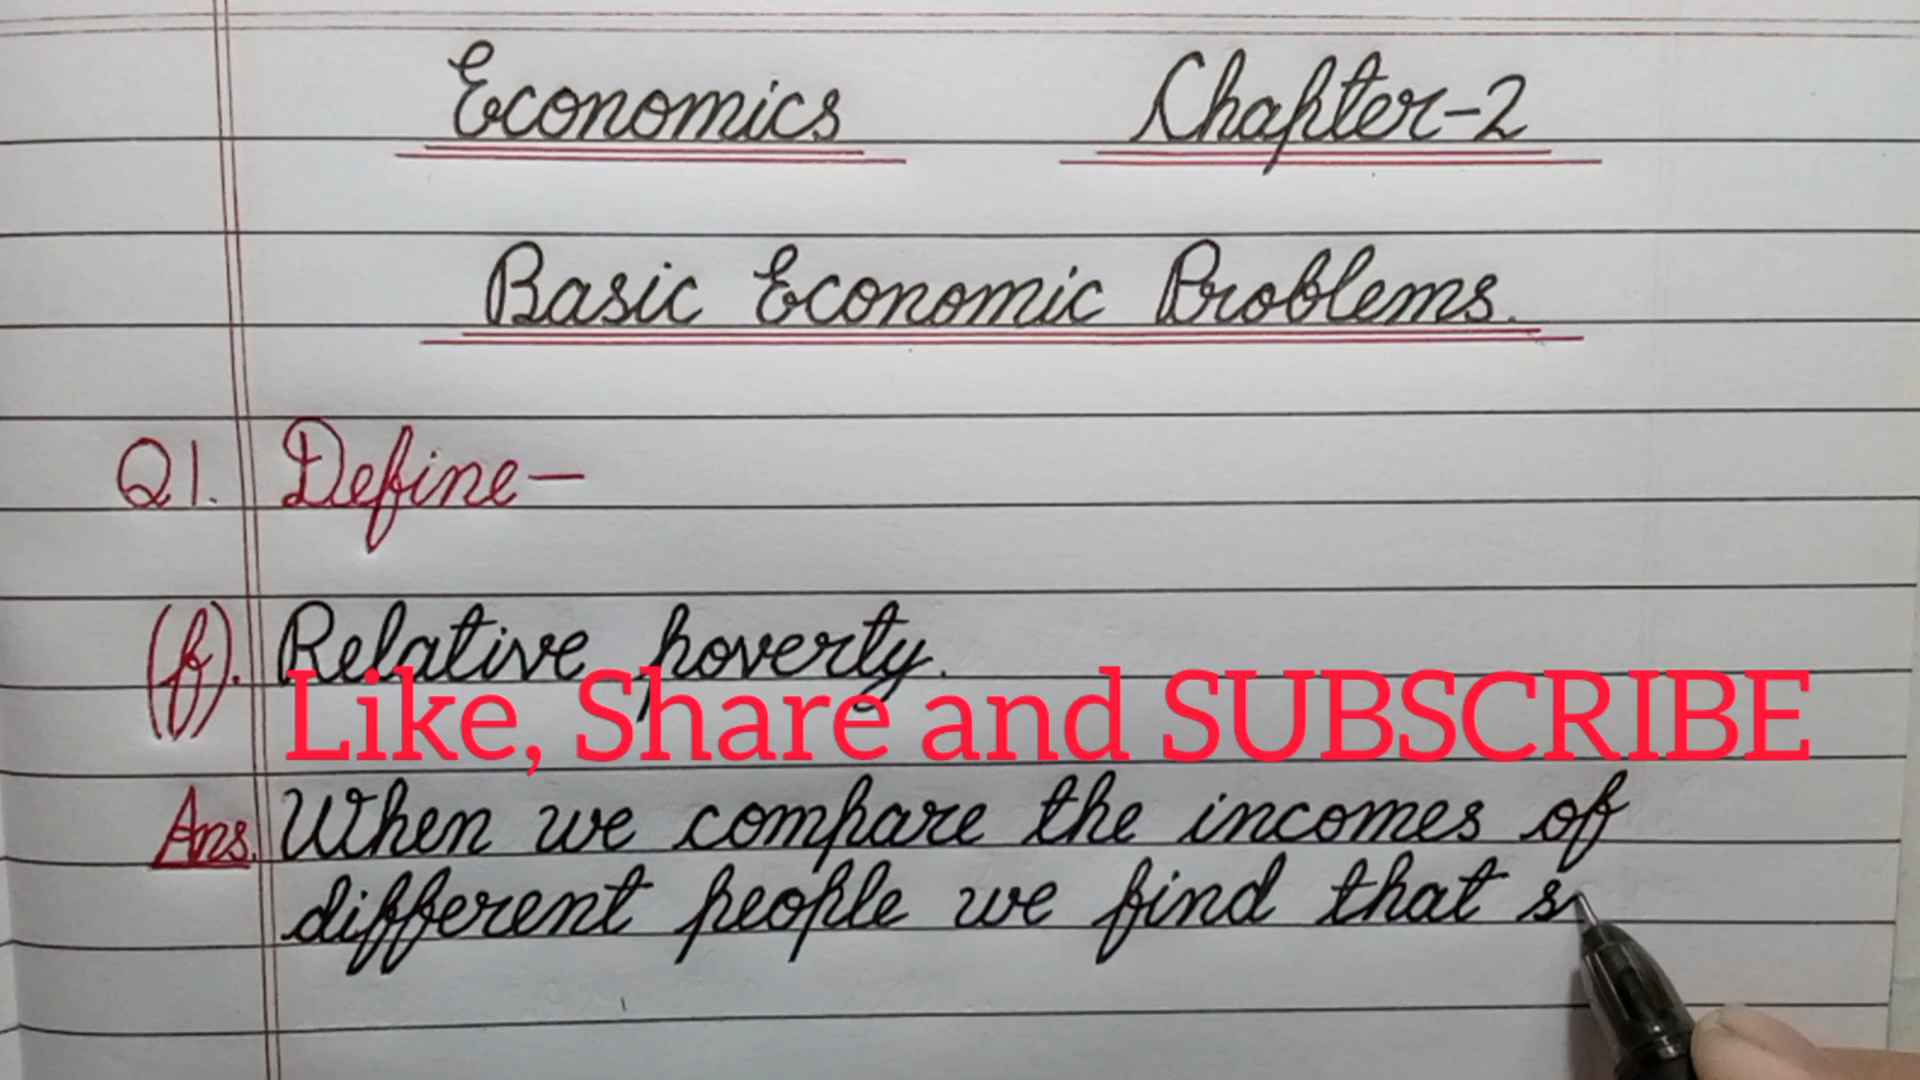 Economics Chapter-2
Basic Economic Problems.
Q1. Define-
(f). Relative poverty.
Like, Share and SUBSCRIBE
Ans. When we compare the incomes of
different people we find that s